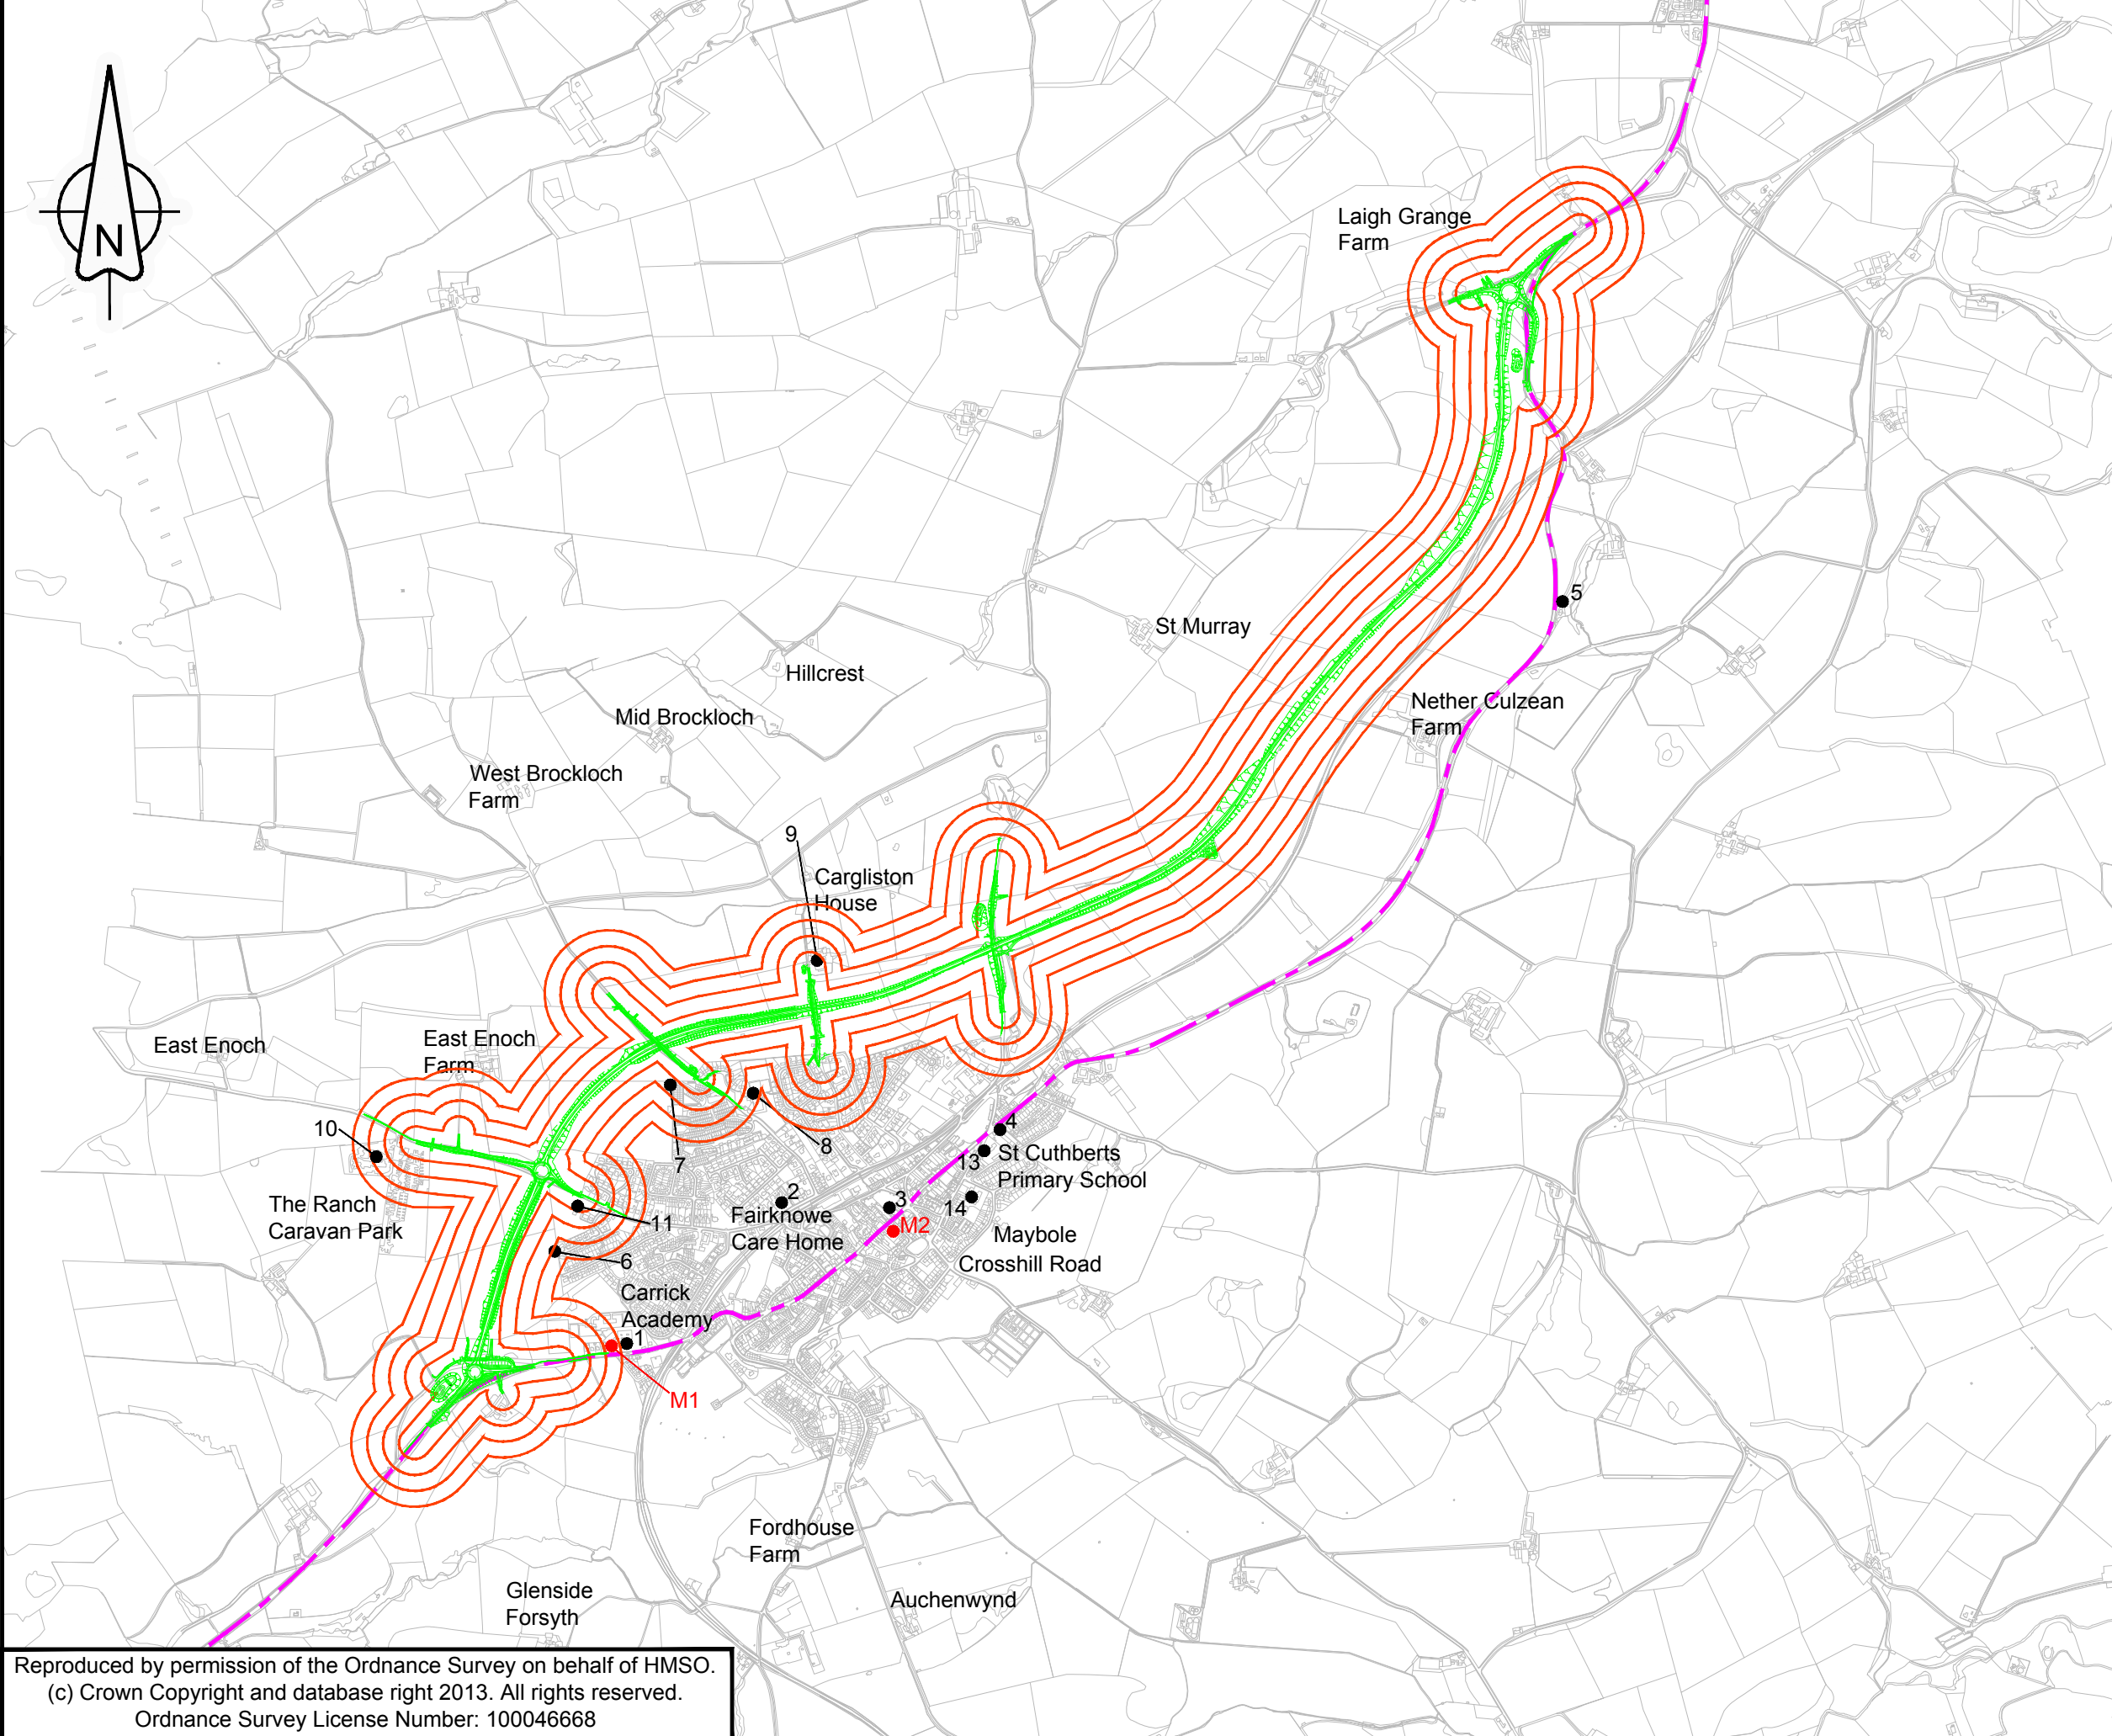 N
Laigh Grange
Farm
5
St Murray
Hillcrest
Nether Culzean
Farm
Mid Brockloch
West Brockloch
Farm
9
Cargliston
House
East Enoch
East Enoch
Farm
10
4
8
7
13
St Cuthberts
Primary School
The Ranch
Caravan Park
2
3
14
Fairknowe
Care Home
11
M2
Maybole
Crosshill Road
6
Carrick
Academy
1
M1
Fordhouse
Farm
Glenside
Forsyth
Auchenwynd
Reproduced by permission of the Ordnance Survey on behalf of HMSO.
(c) Crown Copyright and database right 2013. All rights reserved.
Ordnance Survey License Number: 100046668